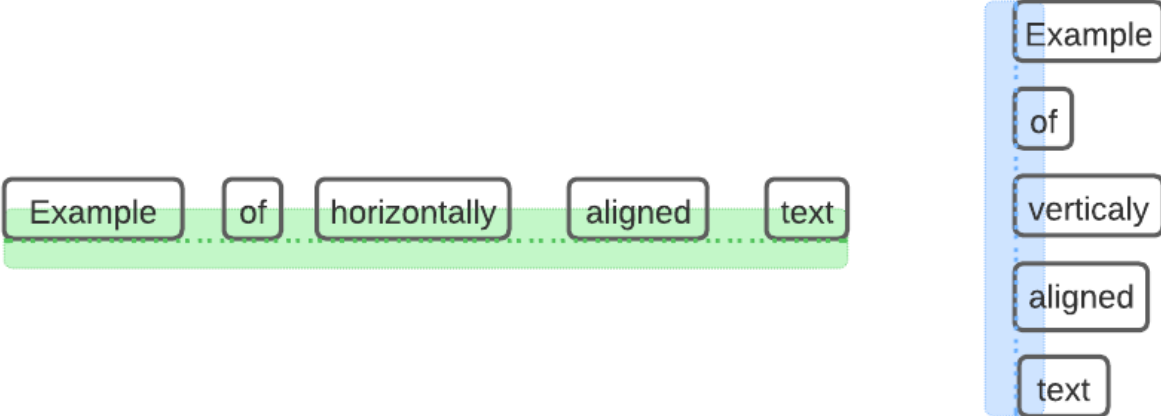 Example of horizontally aligned text
Example
of
verticaly
aligned
text